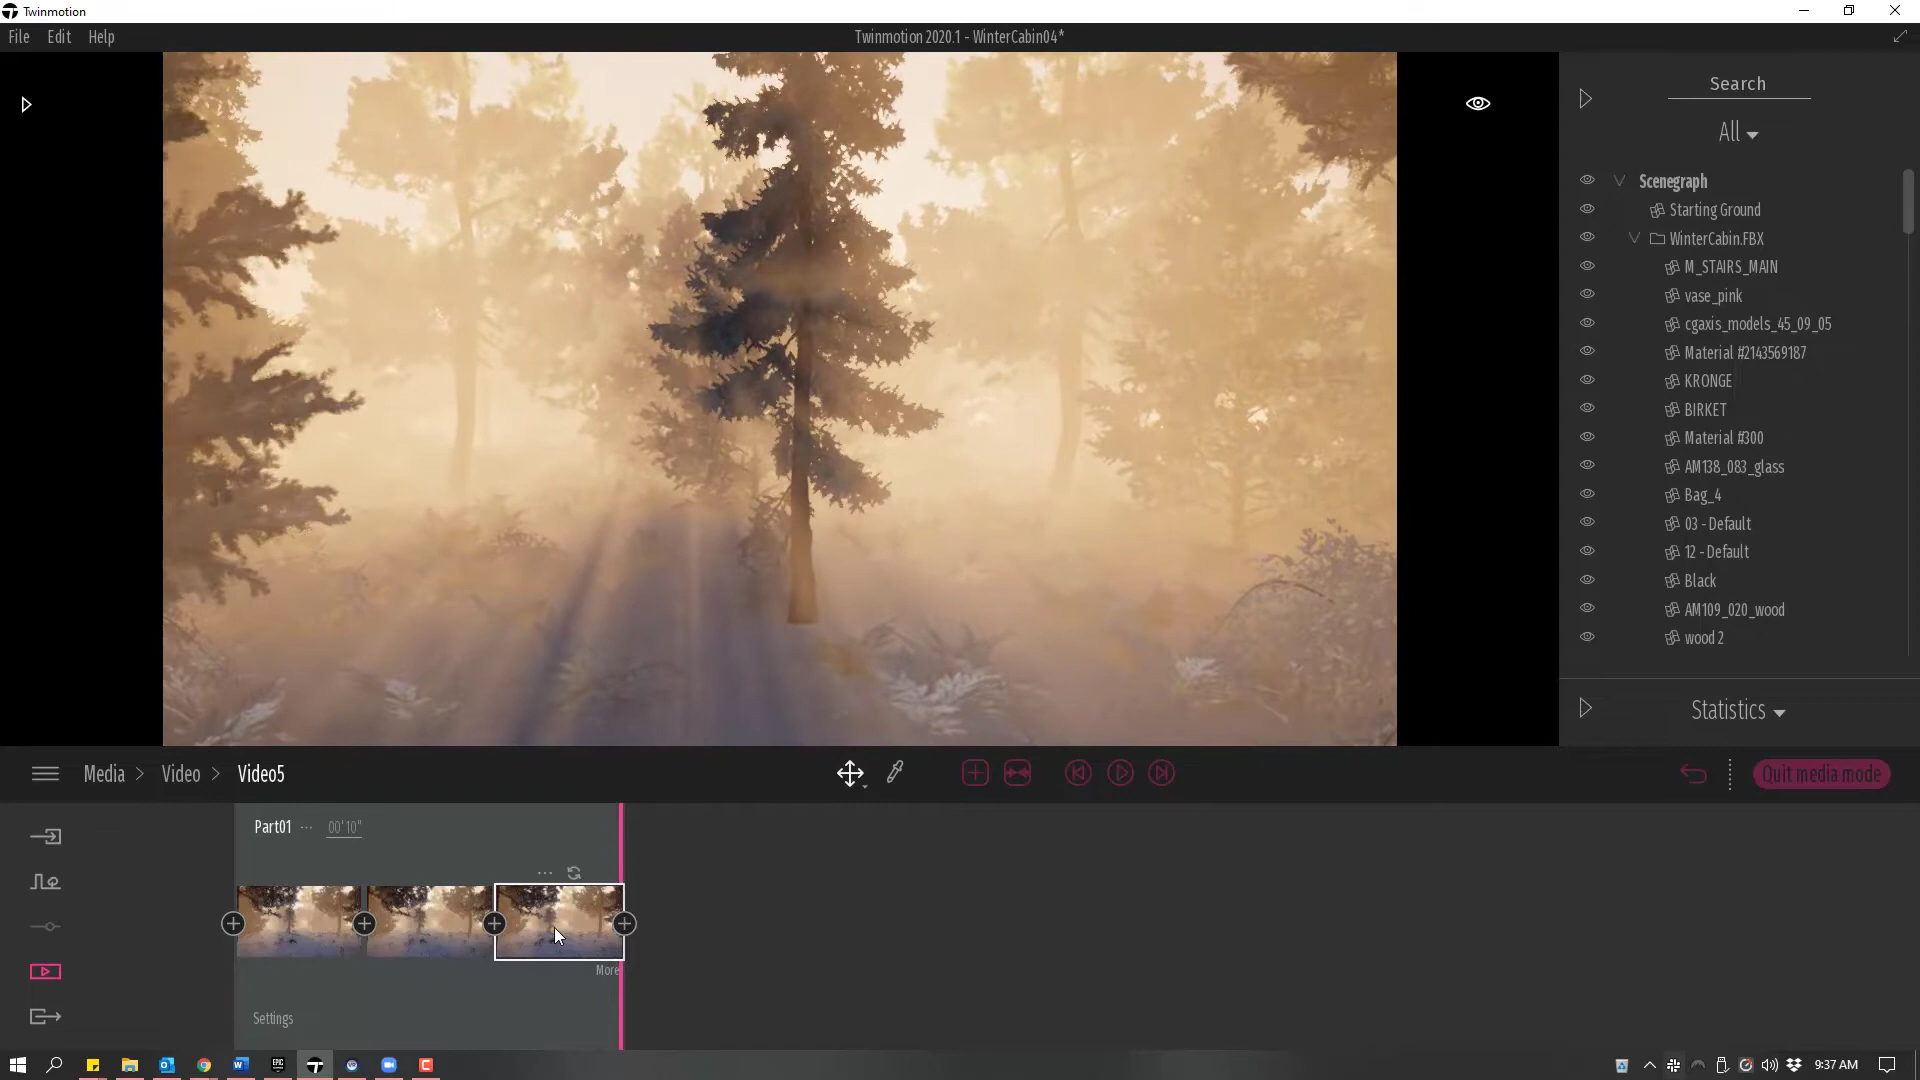 Twinmotion
File Edit Help
Twinmotion 2020.1 - WinterCabin04*
Search
All
Scenegraph
Starting Ground
WinterCabin.FBX
M_STAIRS_MAIN
vase_pink
cgaxis_models_45_09_05
Material #2143569187
KRONGE
BIRKET
Material #300
AM138_083_glass
Bag_4
03 - Default
12 - Default
Black
AM109_020_wood
wood 2
Statistics
Media > Video > Video5
Quit media mode
Part01 ... 00'10"
...
More
Settings
9:37 AM